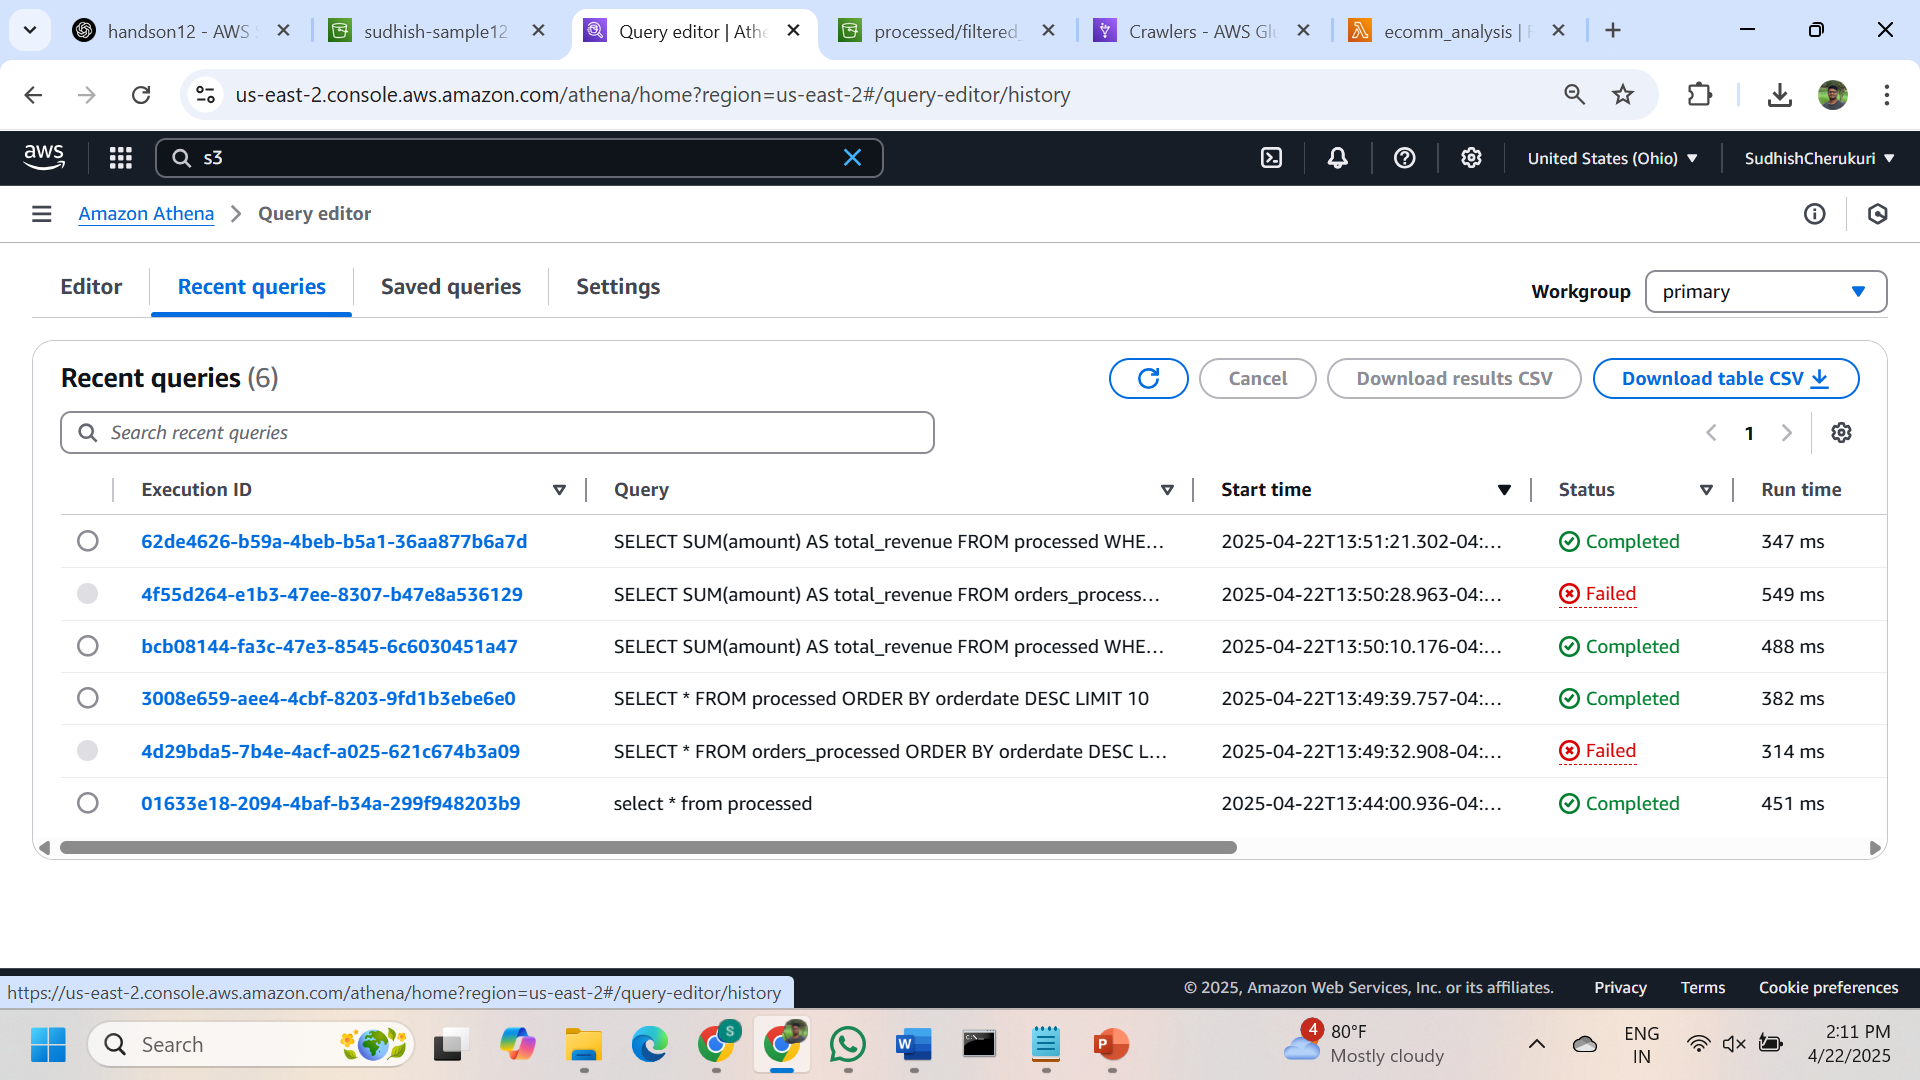 handson12 - AWS
sudhish-sample12
Query editor | Athe
processed/filtered_
Crawlers - AWS Glu
ecomm_analysis |
us-east-2.console.aws.amazon.com/athena/home?region=us-east-2#/query-editor/history
aws
s3
United States (Ohio)
SudhishCherukuri
Amazon Athena
Query editor
Editor
Recent queries
Saved queries
Settings
Workgroup
primary
Recent queries (6)
Cancel
Download results CSV
Download table CSV
Search recent queries
1
Execution ID Query Start time Status Run time
62de4626-b59a-4beb-b5a1-36aa877b6a7d SELECT SUM(amount) AS total_revenue FROM processed WHE... 2025-04-22T13:51:21.302-04:... Completed 347 ms
4f55d264-e1b3-47ee-8307-b47e8a536129 SELECT SUM(amount) AS total_revenue FROM orders_process... 2025-04-22T13:50:28.963-04:... Failed 549 ms
bcb08144-fa3c-47e3-8545-6c6030451a47 SELECT SUM(amount) AS total_revenue FROM processed WHE... 2025-04-22T13:50:10.176-04:... Completed 488 ms
3008e659-aee4-4cbf-8203-9fd1b3ebe6e0 SELECT * FROM processed ORDER BY orderdate DESC LIMIT 10 2025-04-22T13:49:39.757-04:... Completed 382 ms
4d29bda5-7b4e-4acf-a025-621c674b3a09 SELECT * FROM orders_processed ORDER BY orderdate DESC L... 2025-04-22T13:49:32.908-04:... Failed 314 ms
01633e18-2094-4baf-b34a-299f948203b9 select * from processed 2025-04-22T13:44:00.936-04:... Completed 451 ms
https://us-east-2.console.aws.amazon.com/athena/home?region=us-east-2#/query-editor/history
© 2025, Amazon Web Services, Inc. or its affiliates.
Privacy
Terms
Cookie preferences
Search
S
W
P
4
80°F
Mostly cloudy
ENG
IN
2:11 PM
4/22/2025